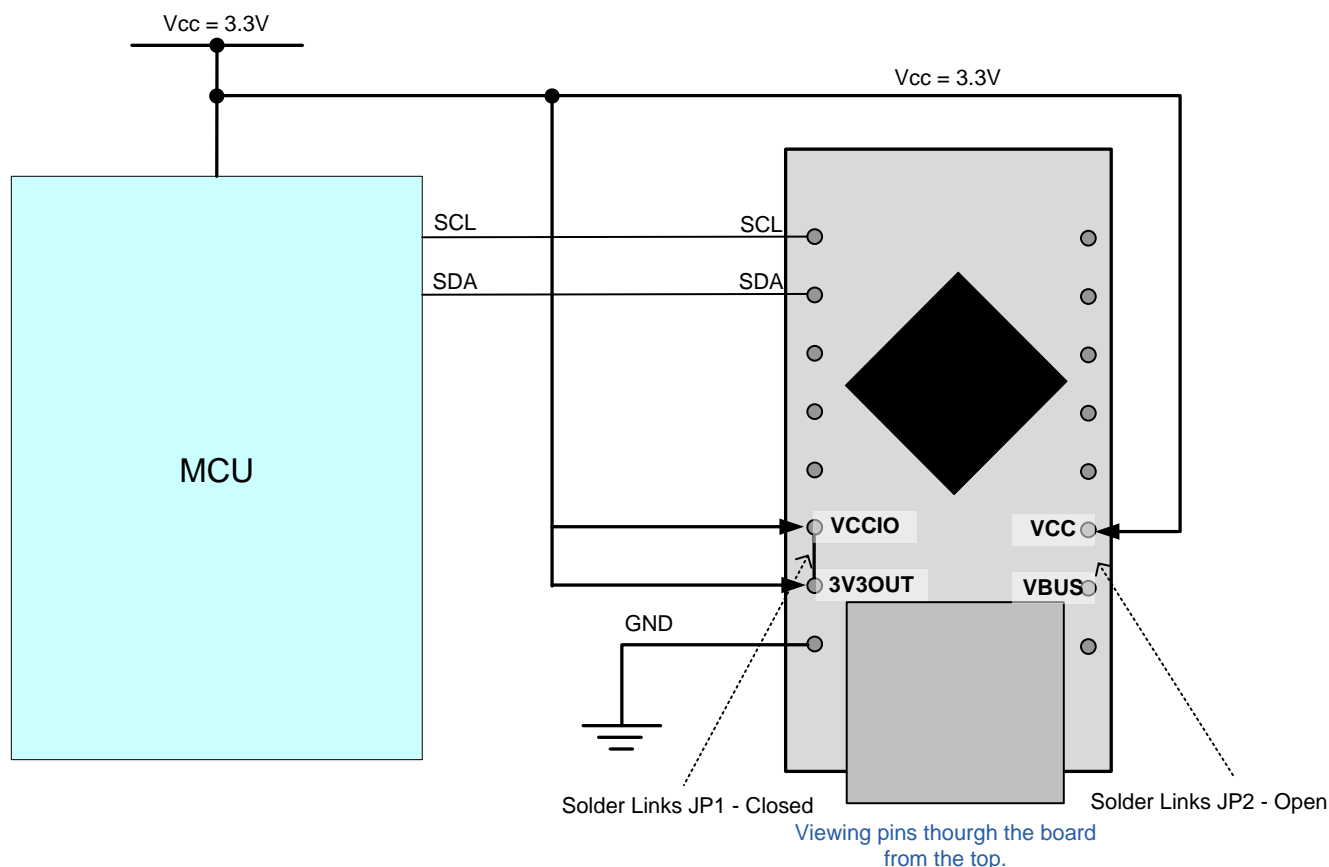 Vcc = 3.3V
Vcc = 3.3V
SCL
SCL
SDA
SDA
MCU
VCCIO
VCC
3V3OUT
VBUS
GND
Solder Links JP1 - Closed
Solder Links JP2 - Open
Viewing pins thourgh the board
from the top.